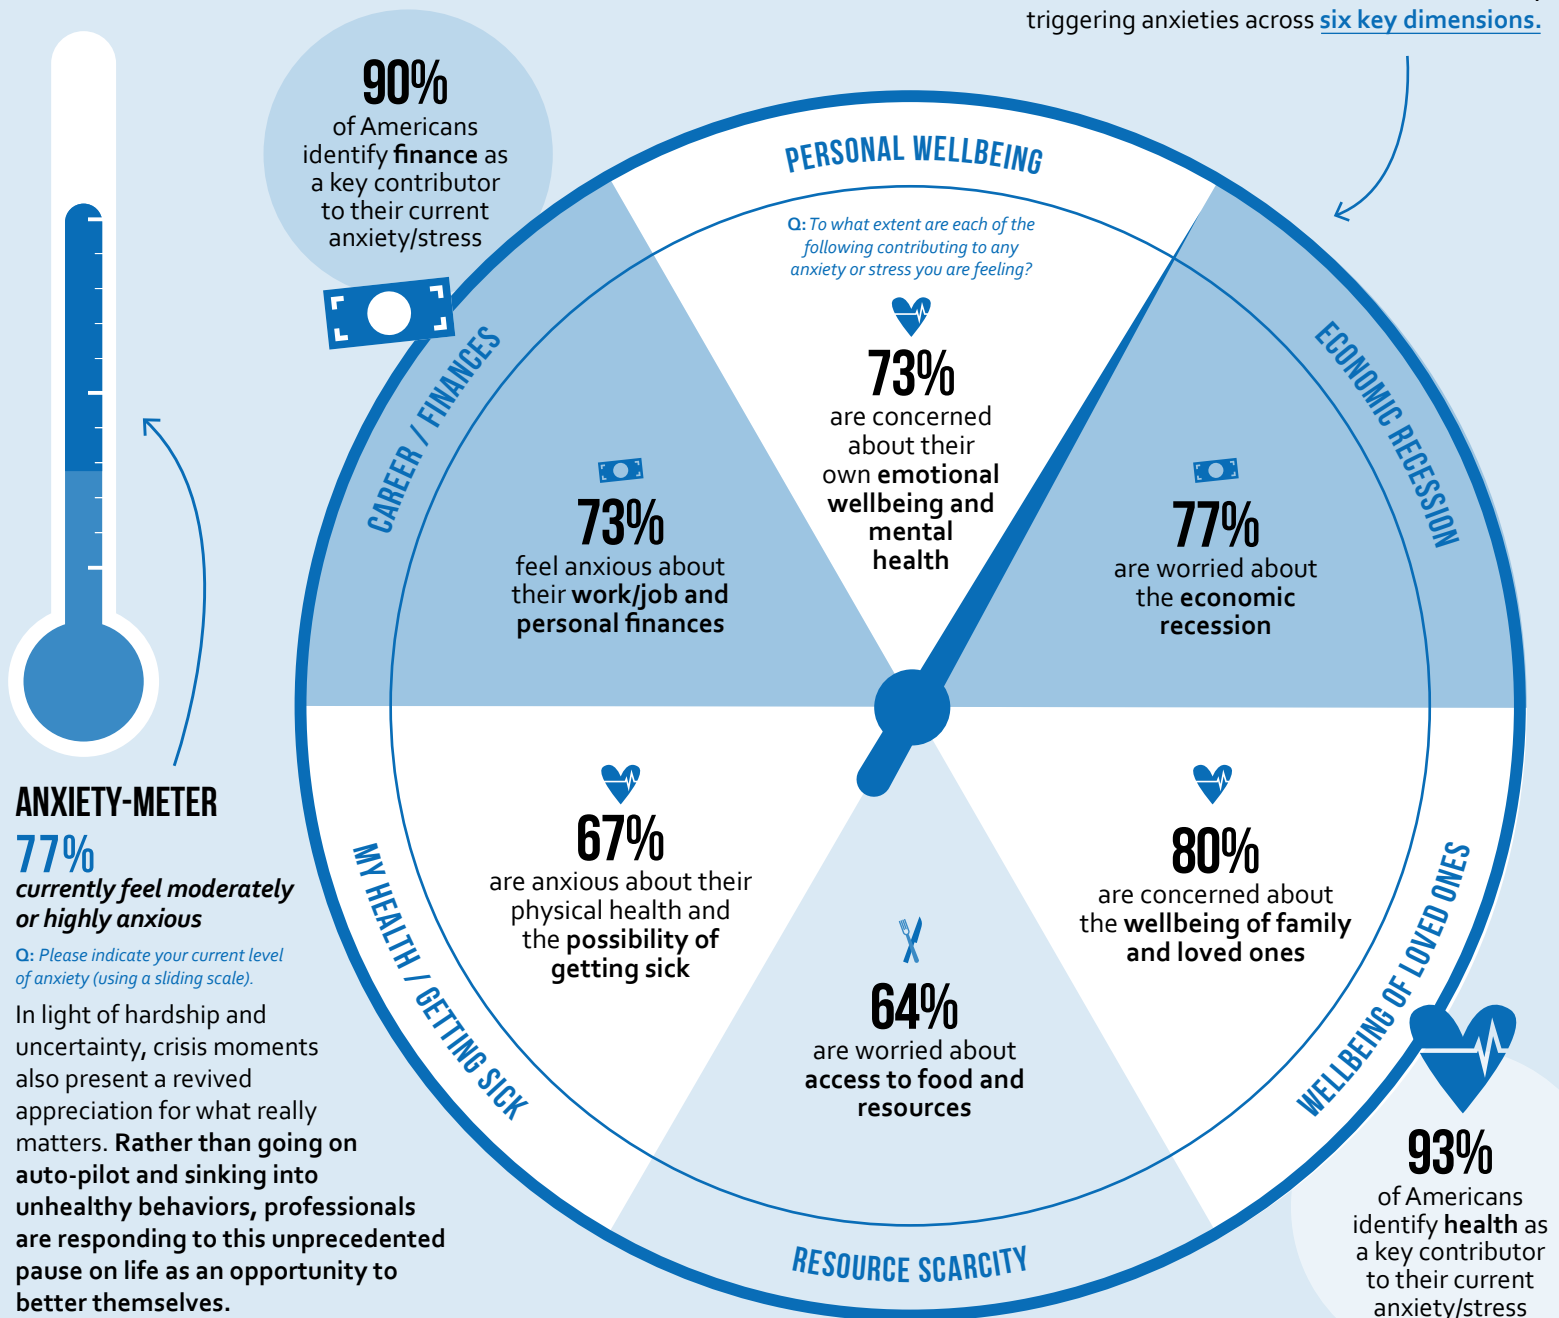 triggering anxieties across six key dimensions.
90%
of Americans
identify finance as
a key contributor
to their current
anxiety/stress
PERSONAL WELLBEING
Q: To what extent are each of the
following contributing to any
anxiety or stress you are feeling?
73%
are concerned
about their
own emotional
wellbeing and
mental
health
CAREER / FINANCES
73%
feel anxious about
their work/job and
personal finances
ECONOMIC RECESSION
77%
are worried about
the economic
recession
MY HEALTH / GETTING SICK
67%
are anxious about their
physical health and
the possibility of
getting sick
64%
are worried about
access to food and
resources
RESOURCE SCARCITY
80%
are concerned about
the wellbeing of family
and loved ones
WELLBEING OF LOVED ONES
93%
of Americans
identify health as
a key contributor
to their current
anxiety/stress
ANXIETY-METER
77%
currently feel moderately
or highly anxious
Q: Please indicate your current level
of anxiety (using a sliding scale).
In light of hardship and
uncertainty, crisis moments
also present a revived
appreciation for what really
matters. Rather than going on
auto-pilot and sinking into
unhealthy behaviors, professionals
are responding to this unprecedented
pause on life as an opportunity to
better themselves.